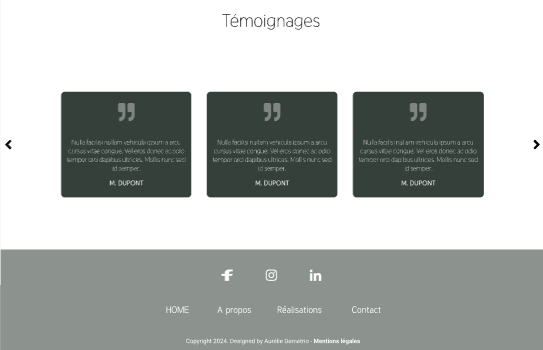 Témoignages
Nulla facilisi nullam vehicula ipsum a arcu
cursus vitae congue. Vel eros donec ac odio
tempor orci dapibus ultrices. Mollis nunc sed
id semper.
M. DUPONT
Nulla facilisi nullam vehicula ipsum a arcu
cursus vitae congue. Vel eros donec ac odio
tempor orci dapibus ultrices. Mollis nunc sed
id semper.
M. DUPONT
Nulla facilisi nullam vehicula ipsum a arcu
cursus vitae congue. Vel eros donec ac odio
tempor orci dapibus ultrices. Mollis nunc sed
id semper.
M. DUPONT
HOME A propos Réalisations Contact
Copyright 2024. Designed by Aurélie Demetrio - Mentions légales